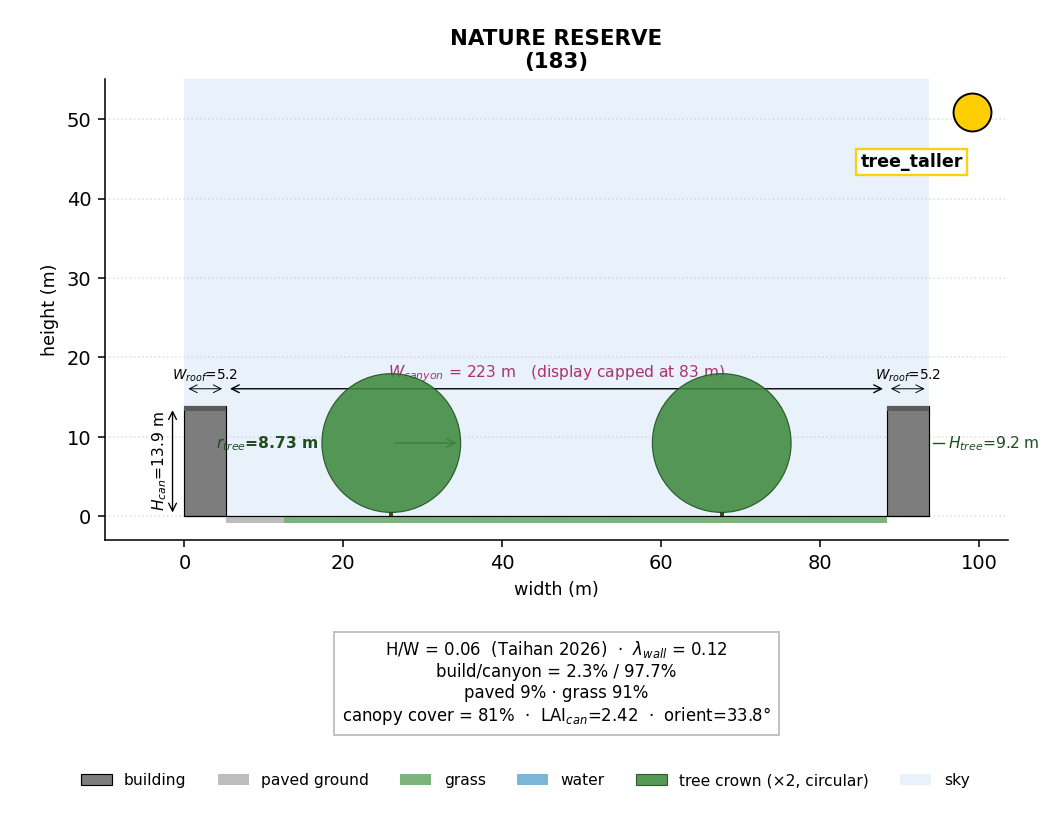 NATURE RESERVE
(183)
50
40
30
20
10
0
height (m)
tree_taller
W_roof=5.2
W_canyon = 223 m (display capped at 83 m)
W_roof=5.2
H_can=13.9 m
r_tree=8.73 m
H_tree=9.2 m
0 20 40 60 80 100
width (m)
H/W = 0.06 (Taihan 2026) · λ_wall = 0.12
build/canyon = 2.3% / 97.7%
paved 9% · grass 91%
canopy cover = 81% · LAI_can=2.42 · orient=33.8°
building paved ground grass water tree crown (×2, circular) sky